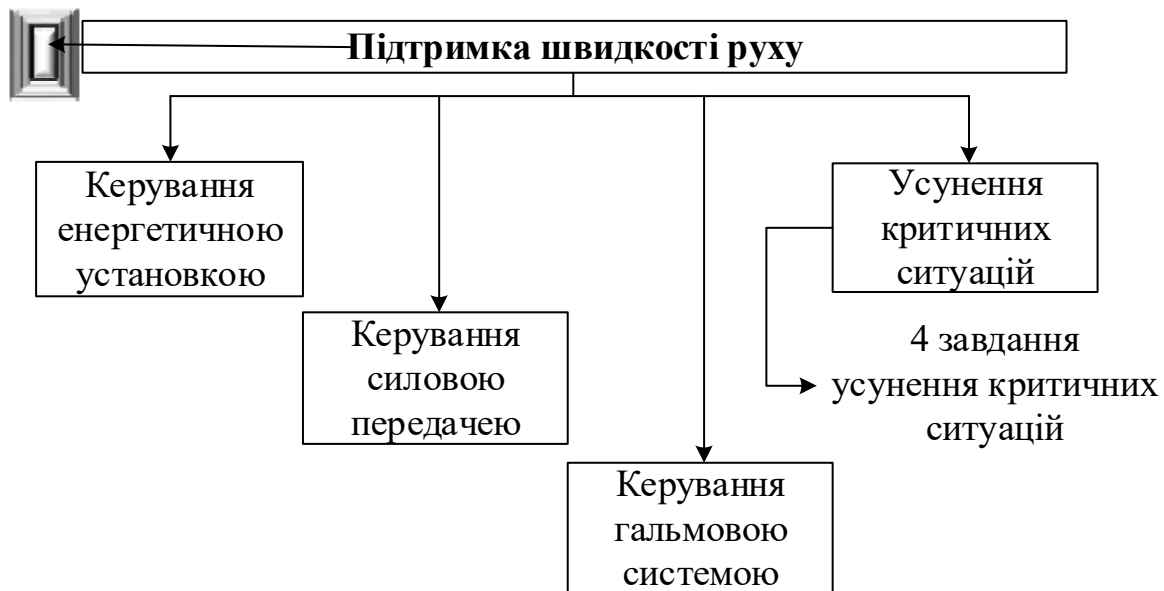 Підтримка швидкості руху
Керування
енергетичною
установкою
Керування
силовою
передачею
Керування
гальмовою
системою
Усунення
критичних
ситуацій
4 завдання
усунення критичних
ситуацій